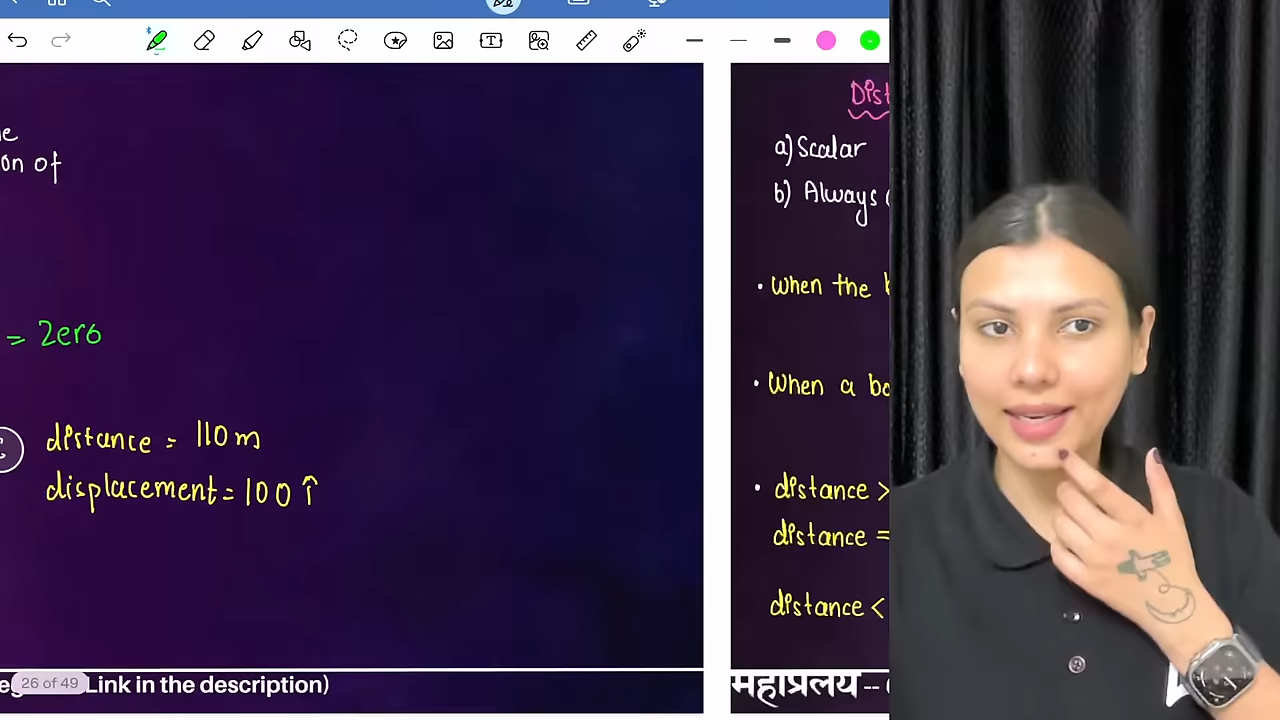 on of
= Zero
distance = 110 m
displacement = 100 î
26 of 49
Link in the description)
a) Scalar
b) Always
• When the
• When a
• distance >
distance =
distance <
महाप्रलय --